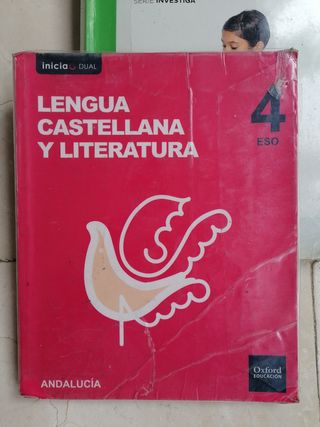 SERIE INVESTIGA
inicia DUAL
LENGUA
CASTELLANA
Y LITERATURA
4
ESO
ANDALUCÍA
Oxford
EDUCACIÓN